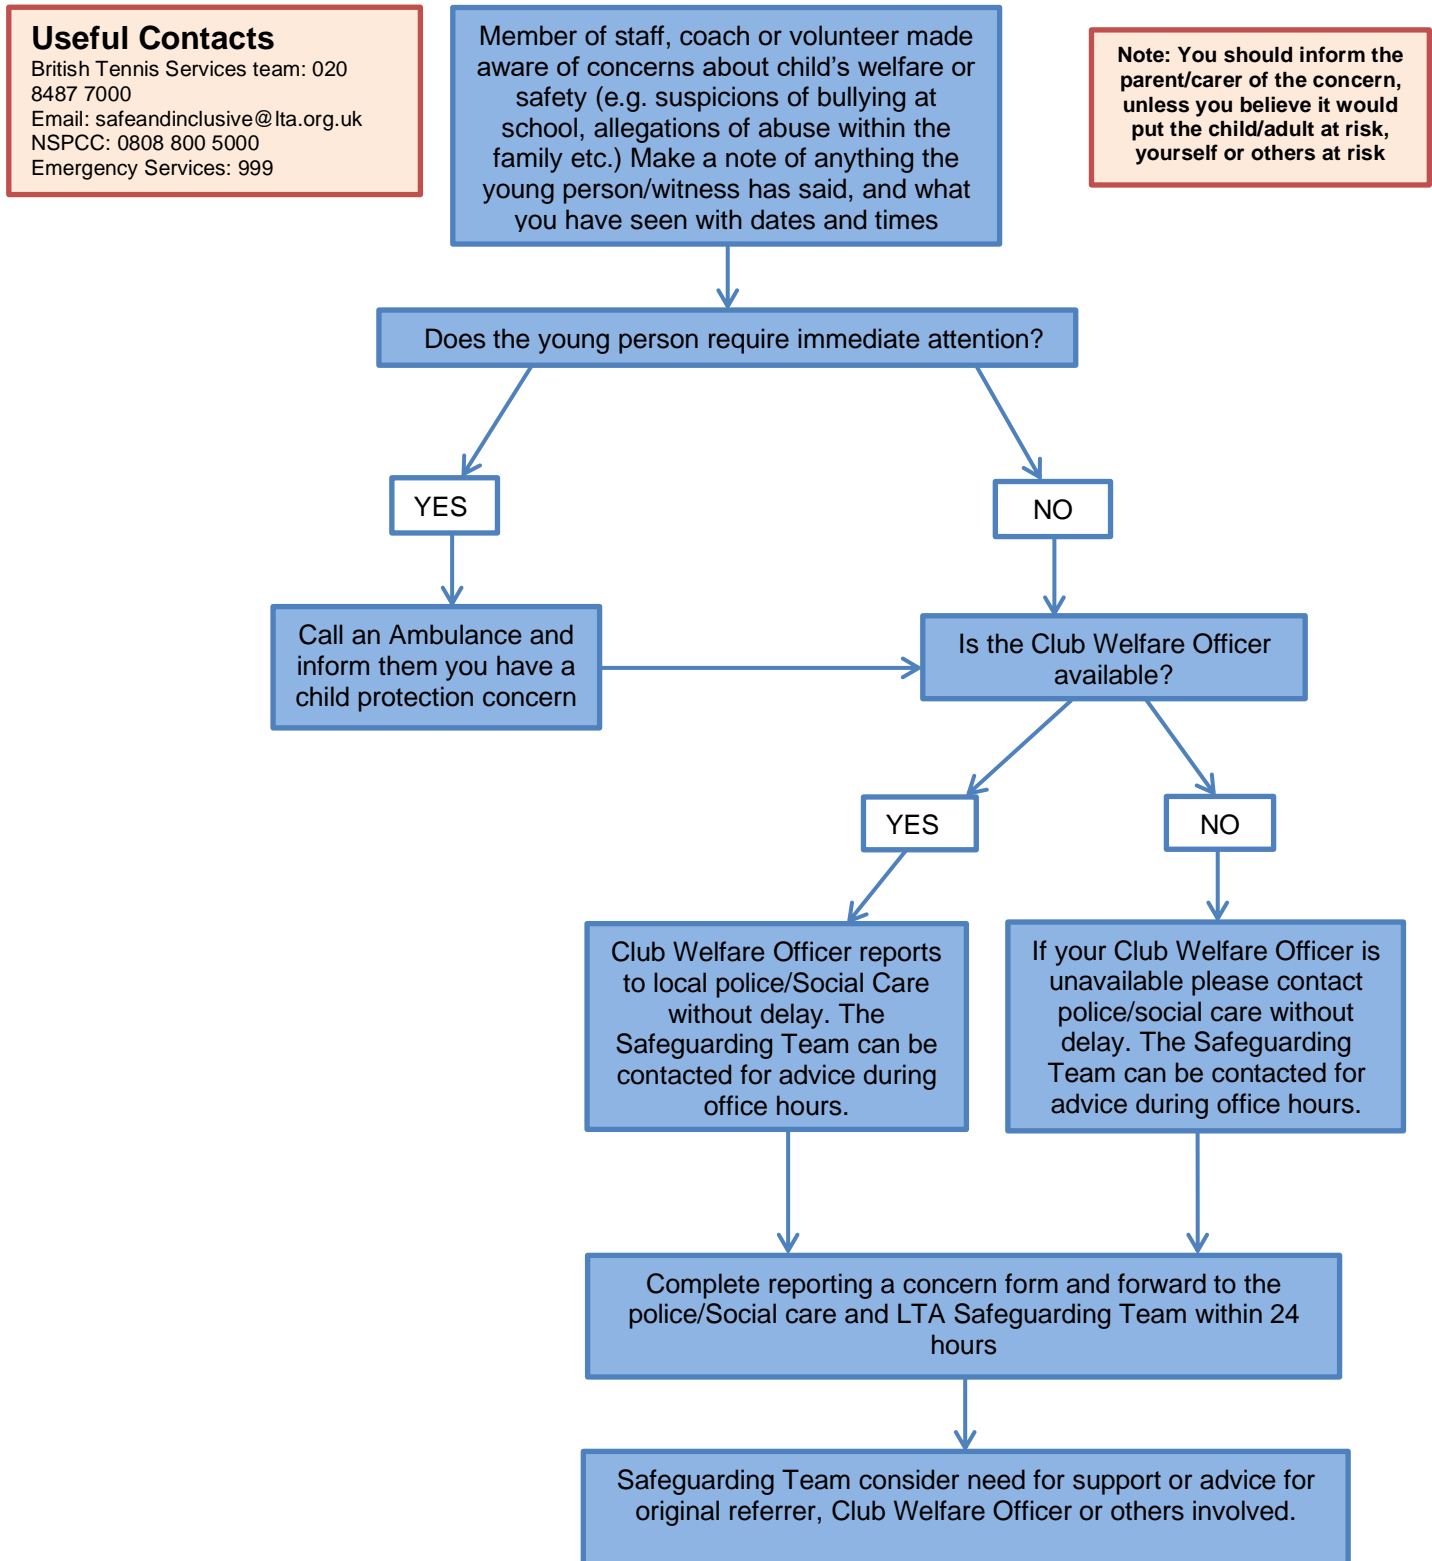 Useful Contacts
British Tennis Services team: 020
8487 7000
Email: safeandinclusive@lta.org.uk
NSPCC: 0808 800 5000
Emergency Services: 999
Member of staff, coach or volunteer made
aware of concerns about child's welfare or
safety (e.g. suspicions of bullying at
school, allegations of abuse within the
family etc.) Make a note of anything the
young person/witness has said, and what
you have seen with dates and times
Note: You should inform the
parent/carer of the concern,
unless you believe it would
put the child/adult at risk,
yourself or others at risk
Does the young person require immediate attention?
YES
NO
Call an Ambulance and
inform them you have a
child protection concern
Is the Club Welfare Officer
available?
YES
NO
Club Welfare Officer reports
to local police/Social Care
without delay. The
Safeguarding Team can be
contacted for advice during
office hours.
If your Club Welfare Officer is
unavailable please contact
police/social care without
delay. The Safeguarding
Team can be contacted for
advice during office hours.
Complete reporting a concern form and forward to the
police/Social care and LTA Safeguarding Team within 24
hours
Safeguarding Team consider need for support or advice for
original referrer, Club Welfare Officer or others involved.